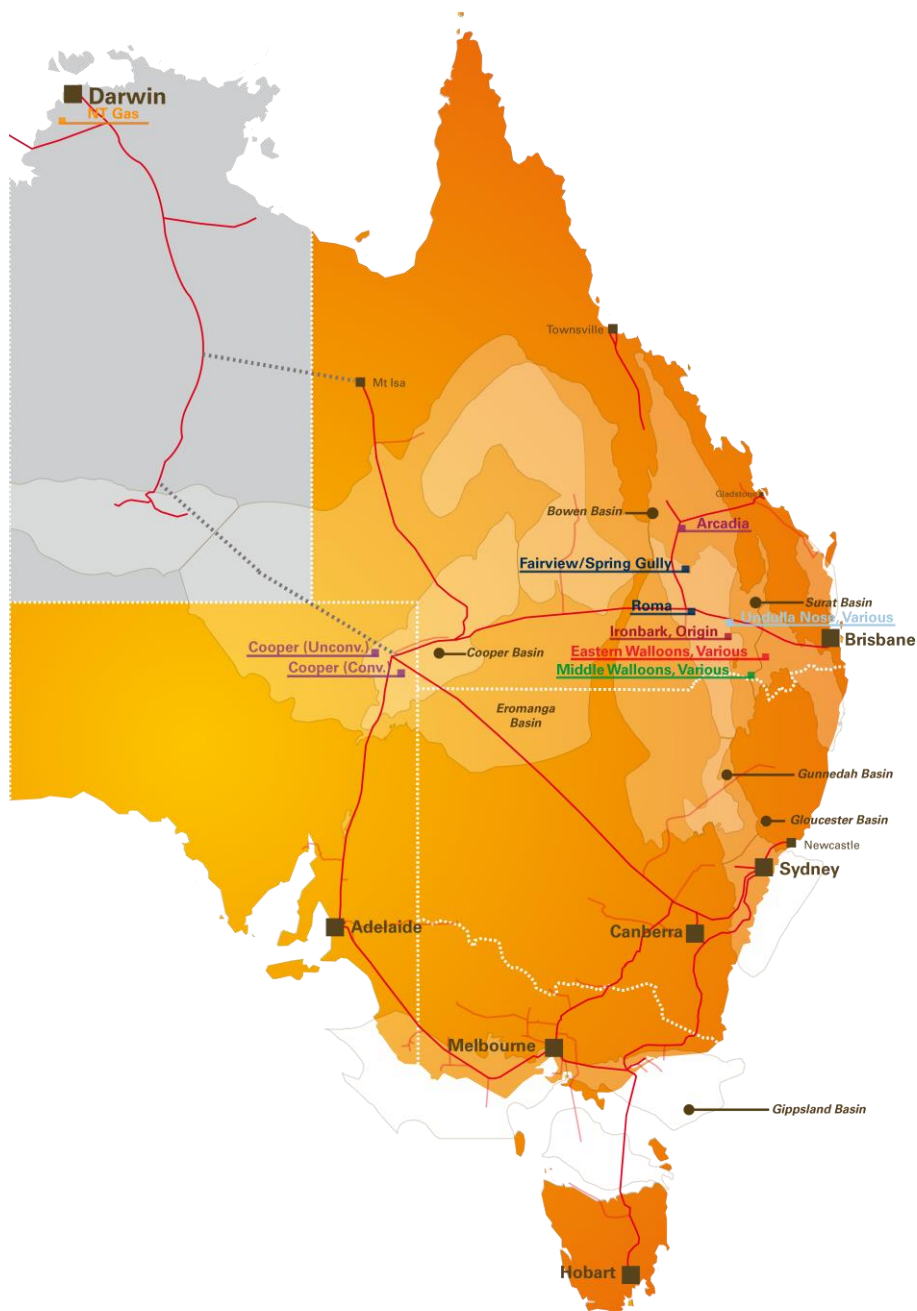 Darwin
NT Gas
Townsville
Mt Isa
Gladstone
Bowen Basin
Arcadia
Fairview/Spring Gully
Surat Basin
Roma
Undulla Nose, Various
Ironbark, Origin
Brisbane
Cooper (Unconv.)
Cooper Basin
Eastern Walloons, Various
Cooper (Conv.)
Middle Walloons, Various
Eromanga
Basin
Gunnedah Basin
Gloucester Basin
Newcastle
Sydney
Adelaide
Canberra
Melbourne
Gippsland Basin
Hobart